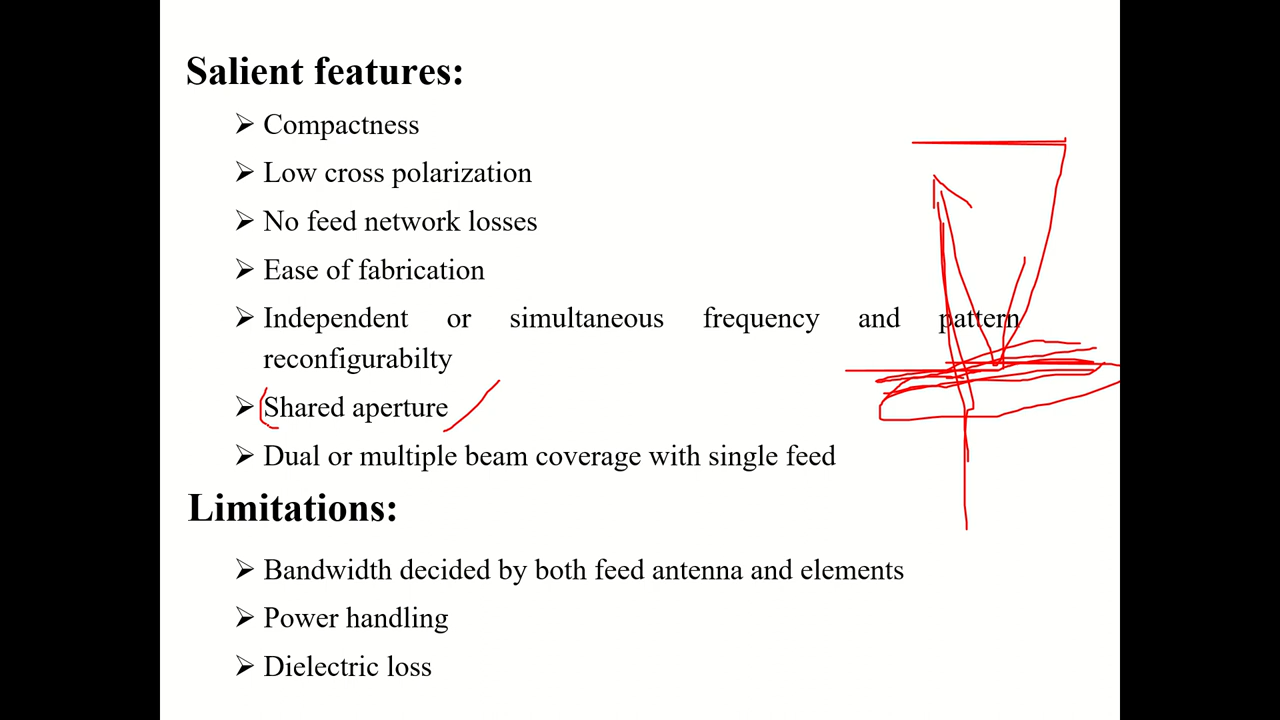 Salient features:
➢ Compactness
➢ Low cross polarization
➢ No feed network losses
➢ Ease of fabrication
➢ Independent or simultaneous frequency and pattern
reconfigurabilty
➢ Shared aperture
➢ Dual or multiple beam coverage with single feed
Limitations:
➢ Bandwidth decided by both feed antenna and elements
➢ Power handling
➢ Dielectric loss